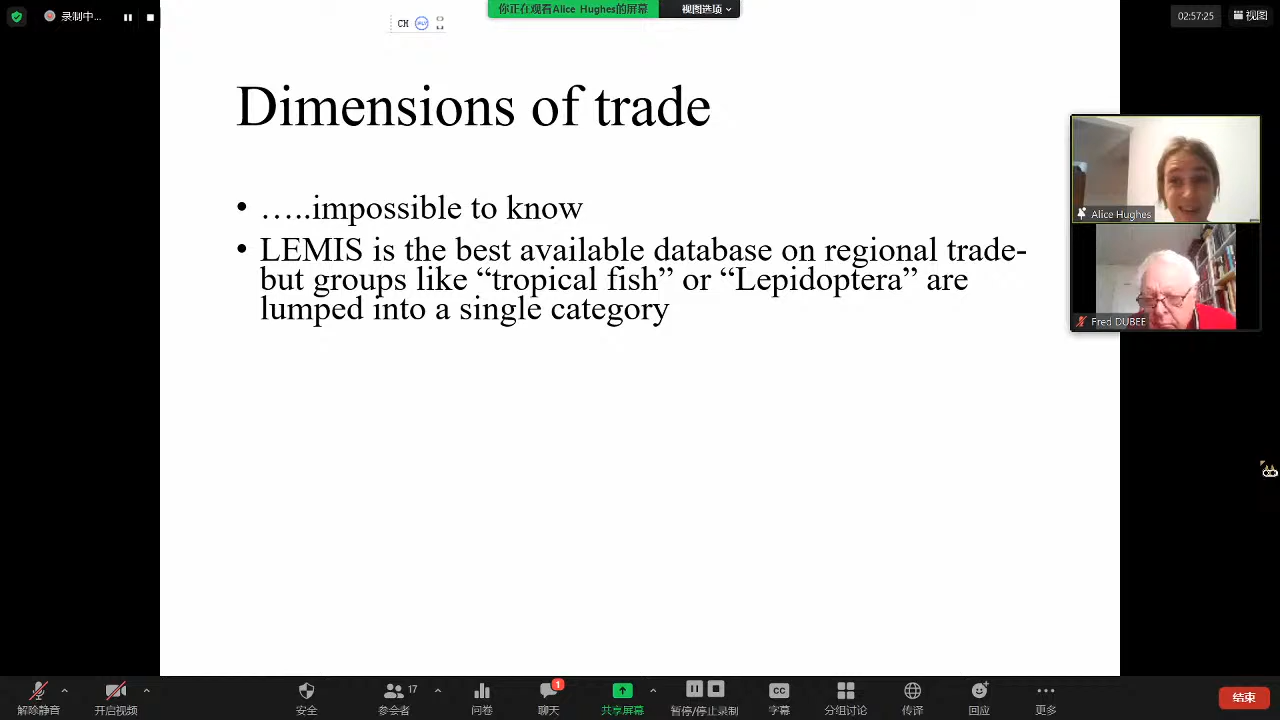 录制中...
CM
你正在观看Alice Hughes的屏幕
视图选项
02:57:25
视图
Dimensions of trade
• …..impossible to know
• LEMIS is the best available database on regional trade-
but groups like “tropical fish” or “Lepidoptera” are
lumped into a single category
Alice Hughes
Fred DUBEE
17
1
CC
解除静音
开启视频
安全
参会者
问卷
聊天
共享屏幕
暂停/停止录制
字幕
分组讨论
传译
回应
更多
结束